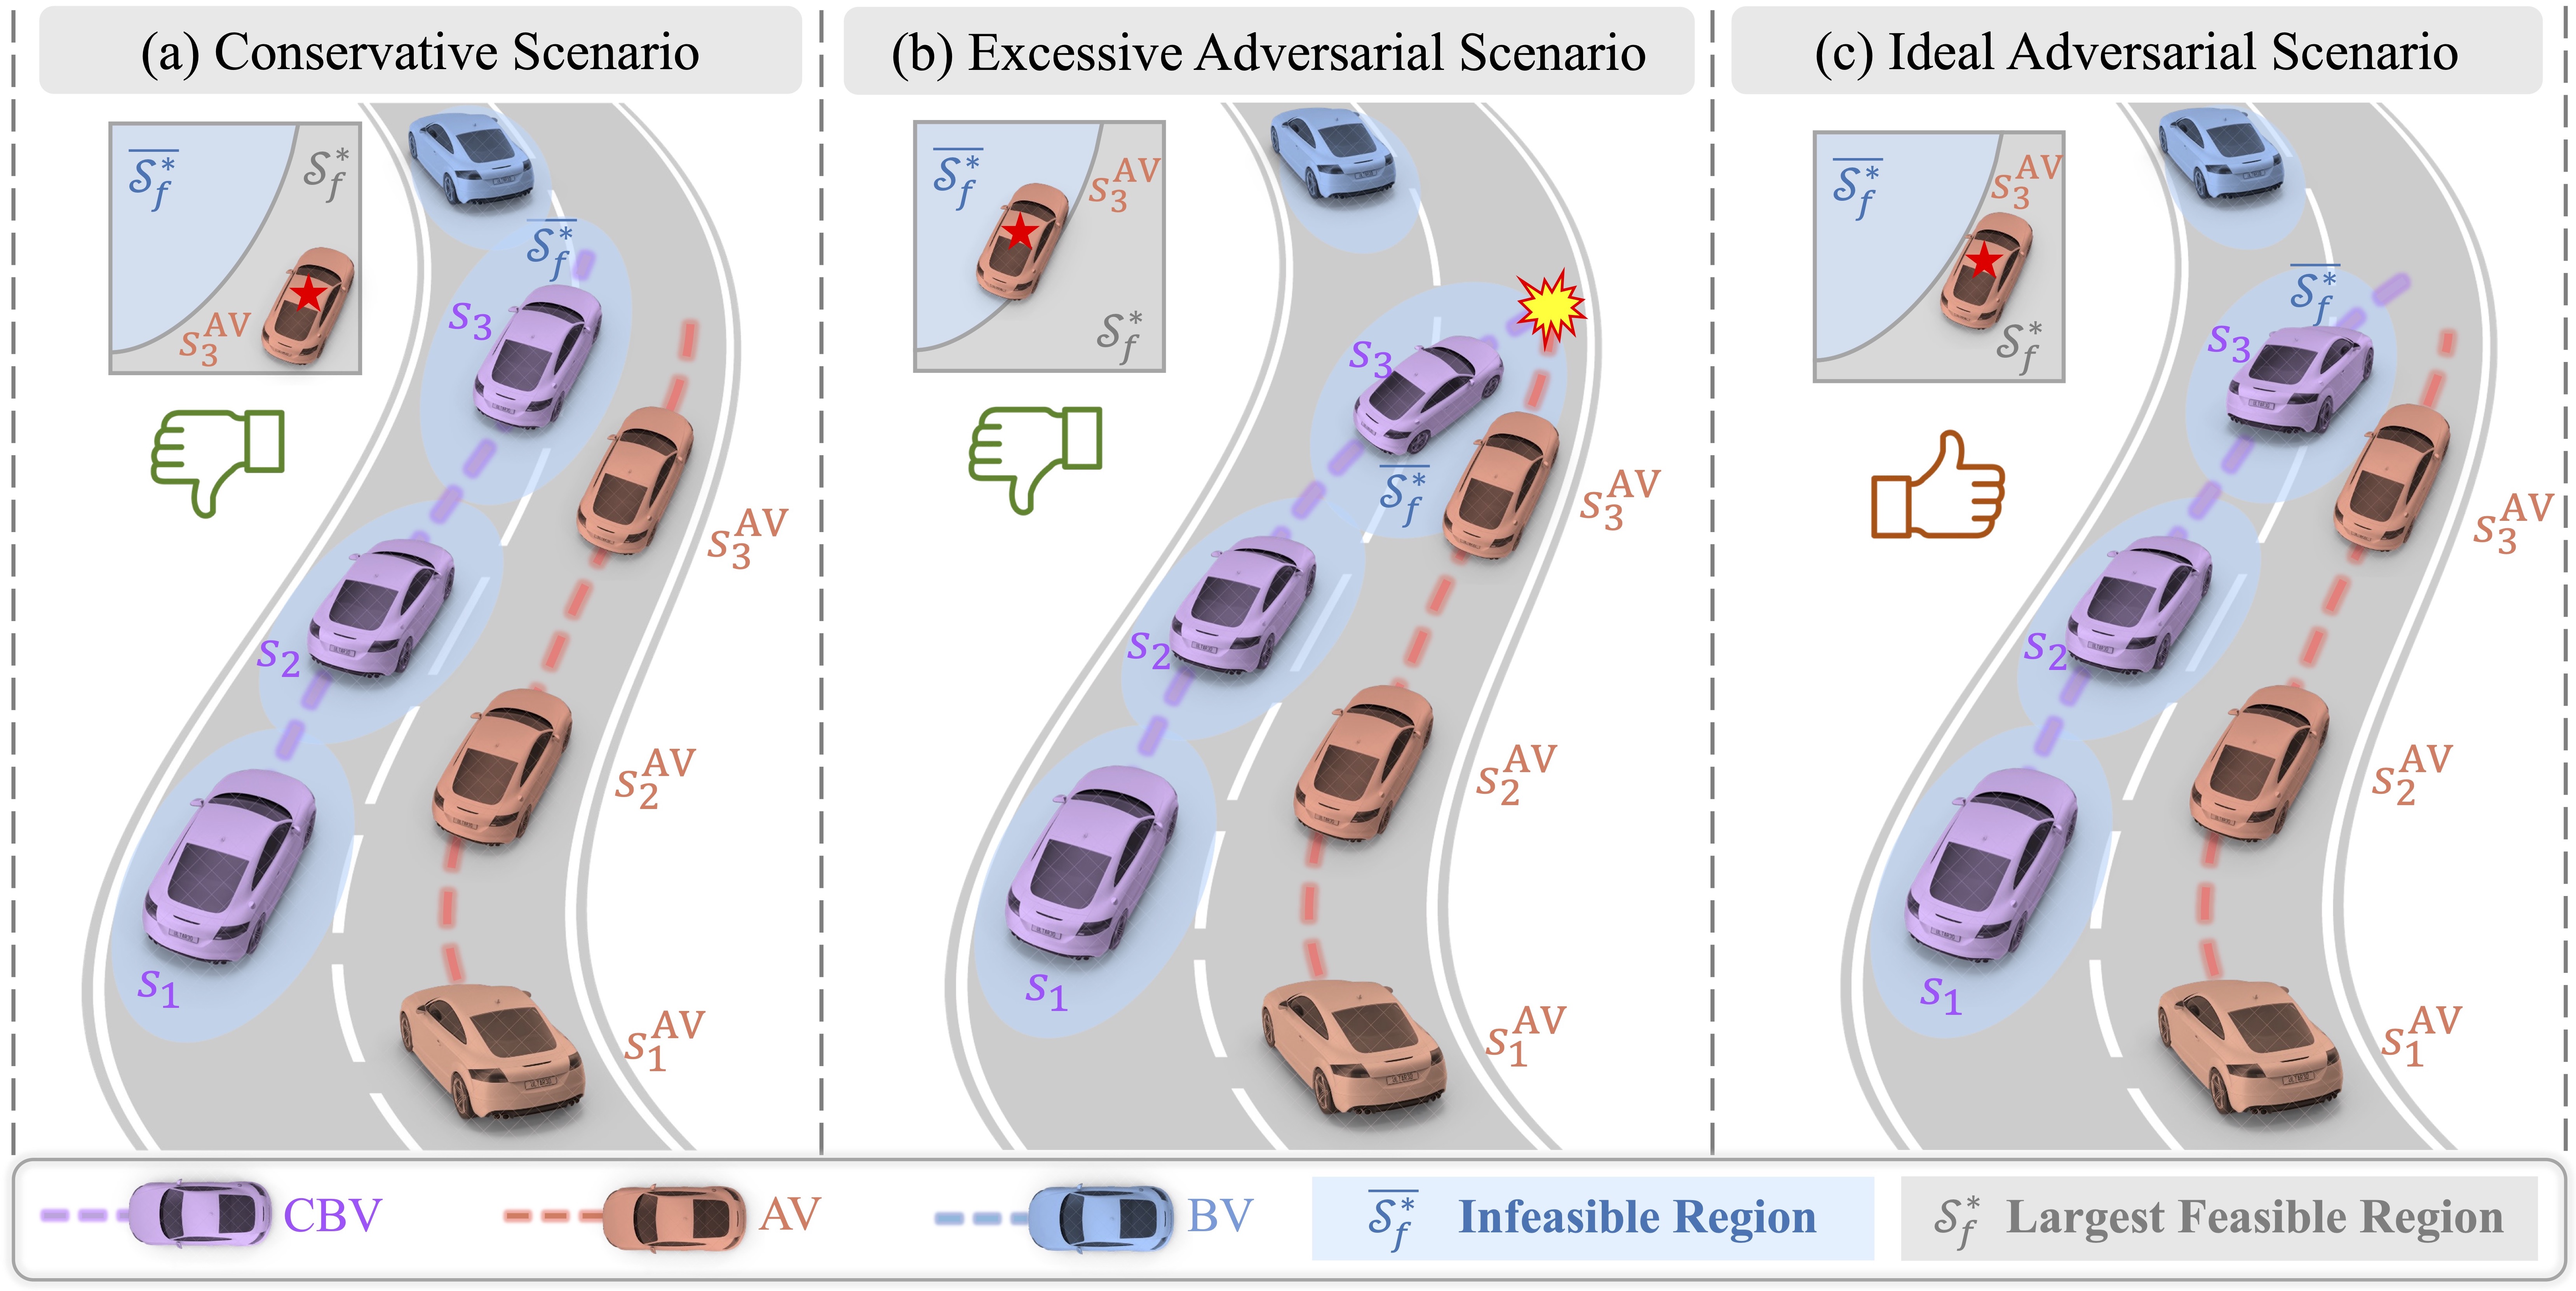 (a) Conservative Scenario
(b) Excessive Adversarial Scenario
(c) Ideal Adversarial Scenario
$\overline{\mathcal{S}_f^*}$
$\mathcal{S}_f^*$
$s_3^{AV}$
$\overline{\mathcal{S}_f^*}$
$s_3$
$s_3^{AV}$
$s_2$
$s_2^{AV}$
$s_1$
$s_1^{AV}$
$\overline{\mathcal{S}_f^*}$
$s_3^{AV}$
$\mathcal{S}_f^*$
$s_3$
$\overline{\mathcal{S}_f^*}$
$s_3^{AV}$
$s_2$
$s_2^{AV}$
$s_1$
$s_1^{AV}$
$\overline{\mathcal{S}_f^*}$
$s_3^{AV}$
$\mathcal{S}_f^*$
$\overline{\mathcal{S}_f^*}$
$s_3$
$s_3^{AV}$
$s_2$
$s_2^{AV}$
$s_1$
$s_1^{AV}$
CBV
AV
BV
$\overline{\mathcal{S}_f^*}$ Infeasible Region
$\mathcal{S}_f^*$ Largest Feasible Region